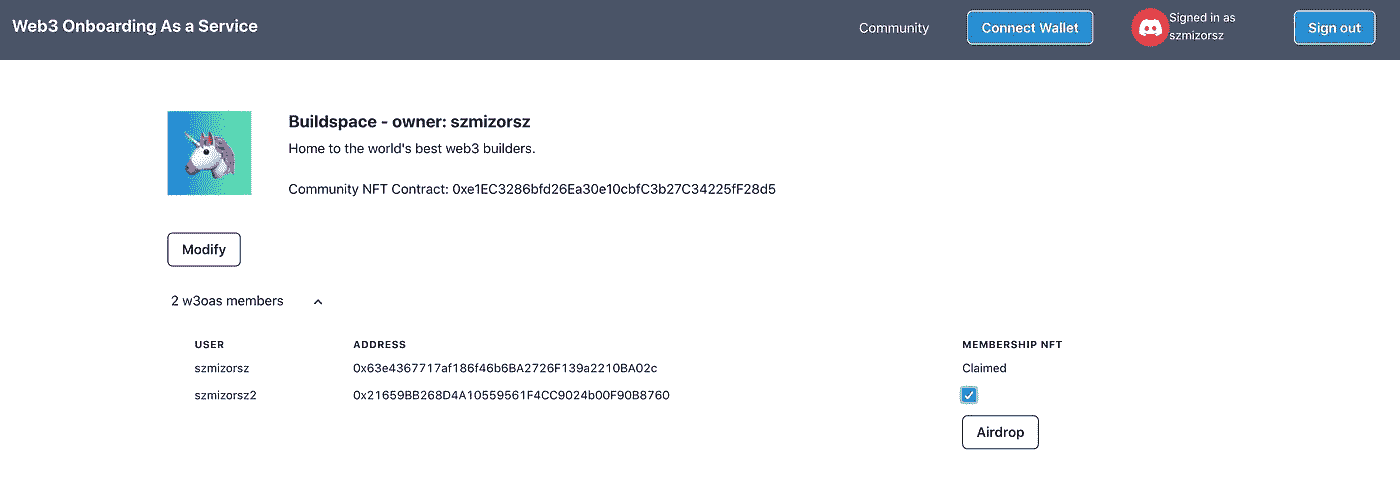 Web3 Onboarding As a Service
Community
Connect Wallet
Signed in as
szmizorsz
Sign out
Buildspace - owner: szmizorsz
Home to the world's best web3 builders.
Community NFT Contract: 0xe1EC3286bfd26Ea30e10cbfC3b27C34225fF28d5
Modify
2 w3oas members
USER ADDRESS MEMBERSHIP NFT
szmizorsz 0x63e4367717af186f46b6BA2726F139a2210BA02c Claimed
szmizorsz2 0x21659BB268D4A10559561F4CC9024b00F90B8760
Airdrop